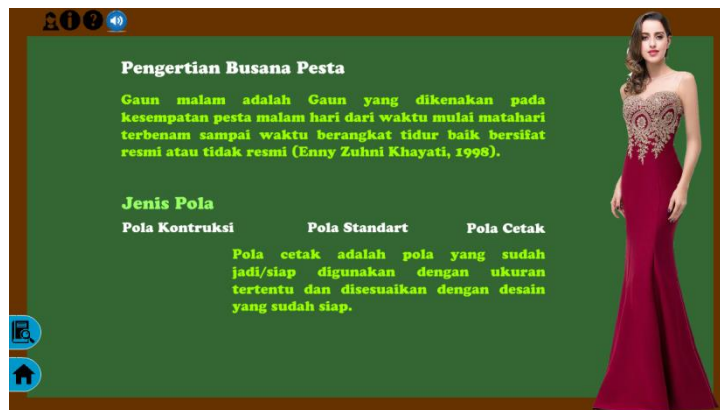 Pengertian Busana Pesta
Gaun malam adalah Gaun yang dikenakan pada
kesempatan pesta malam hari dari waktu mulai matahari
terbenam sampai waktu berangkat tidur baik bersifat
resmi atau tidak resmi (Enny Zuhni Khayati, 1998).
Jenis Pola
Pola Kontruksi Pola Standart Pola Cetak
Pola cetak adalah pola yang sudah
jadi/siap digunakan dengan ukuran
tertentu dan disesuaikan dengan desain
yang sudah siap.